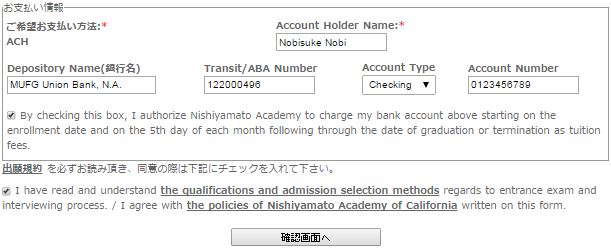 お支払い情報
ご希望お支払い方法:* Account Holder Name:*
ACH Nobisuke Nobi
Depository Name(銀行名) Transit/ABA Number Account Type Account Number
MUFG Union Bank, N.A. 122000496 Checking 0123456789
By checking this box, I authorize Nishiyamato Academy to charge my bank account above starting on the
enrollment date and on the 5th day of each month following through the date of graduation or termination as tuition
fees.
出願規約 を必ずお読み頂き、同意の際は下記にチェックを入れて下さい。
I have read and understand the qualifications and admission selection methods regards to entrance exam and
interviewing process. / I agree with the policies of Nishiyamato Academy of California written on this form.
確認画面へ